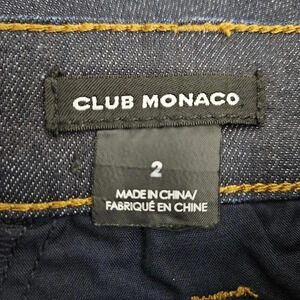 CLUB MONACO
2
MADE IN CHINA/
FABRIQUÉ EN CHINE